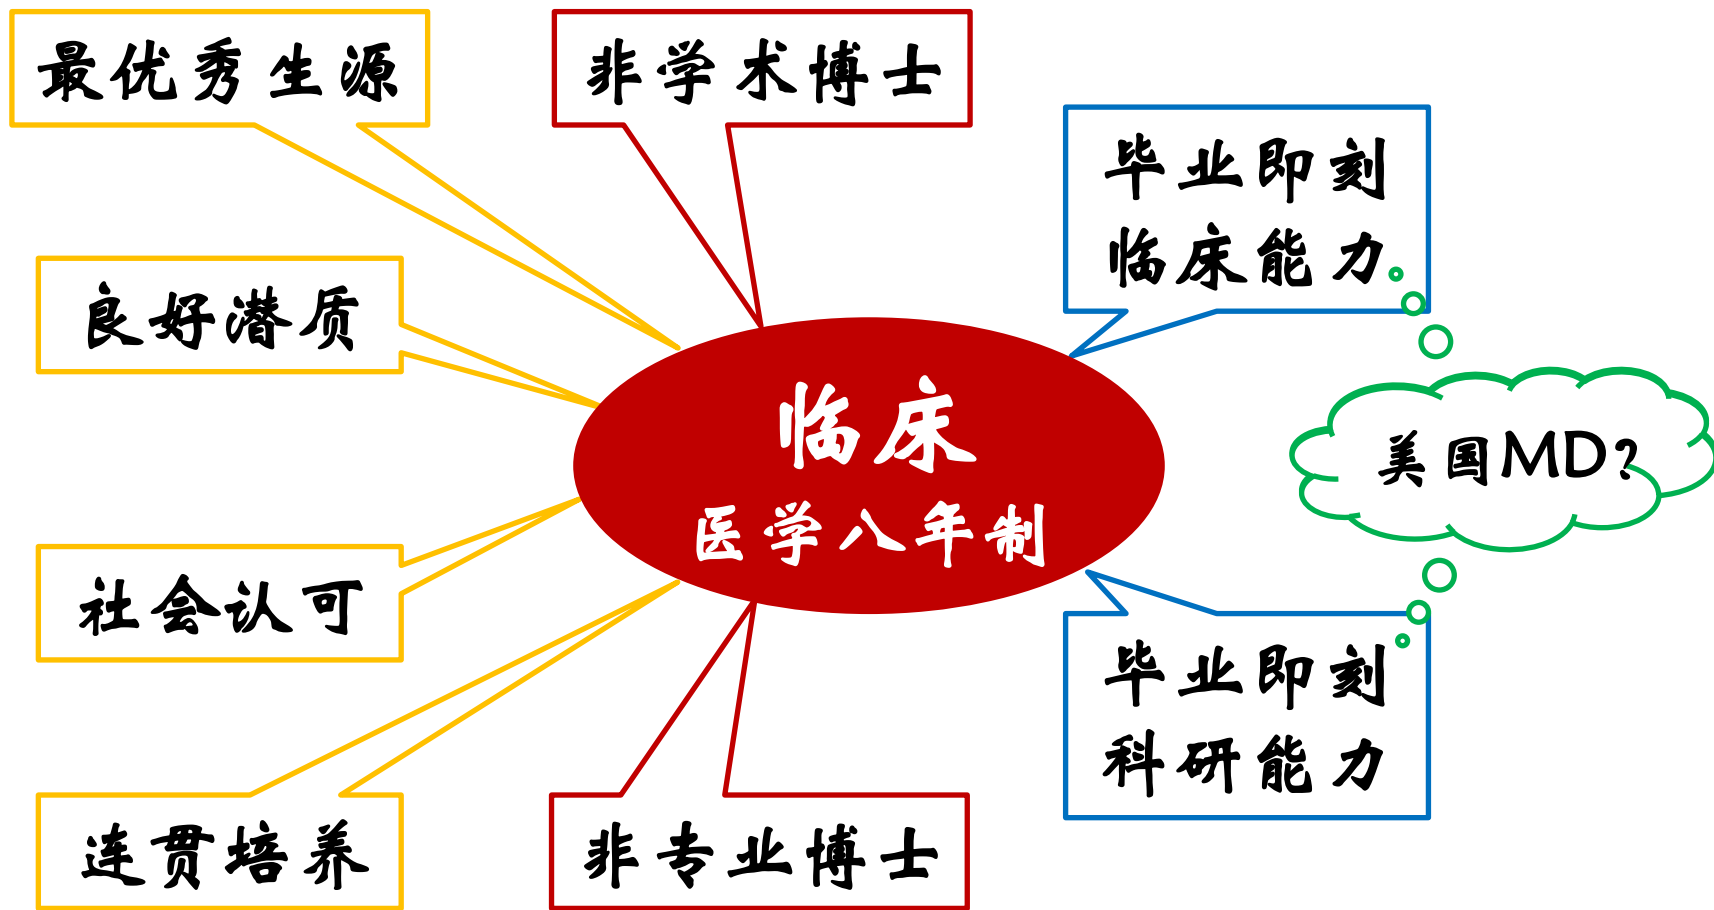 最优秀生源
非学术博士
毕业即刻
临床能力
良好潜质
临床
医学八年制
美国MD?
社会认可
毕业即刻
科研能力
连贯培养
非专业博士